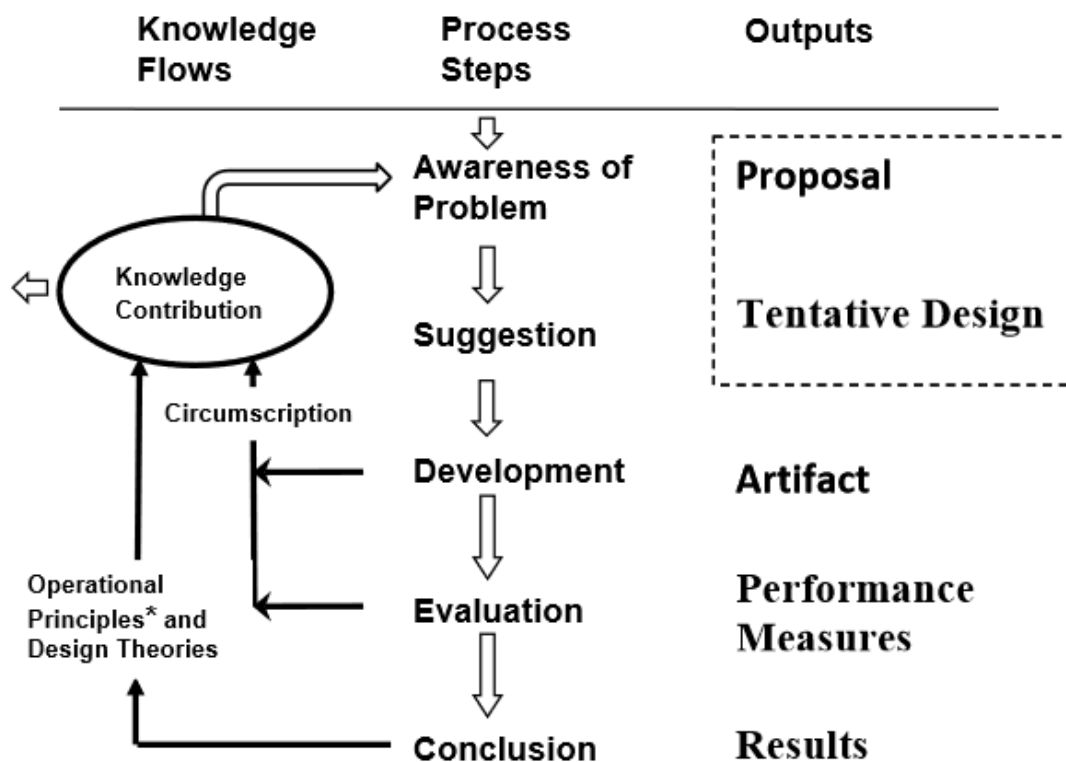 Knowledge
Flows
Process
Steps
Outputs
Awareness of
Problem
Proposal
Knowledge
Contribution
Suggestion
Tentative Design
Circumscription
Development
Artifact
Operational
Principles* and
Design Theories
Evaluation
Performance
Measures
Conclusion
Results